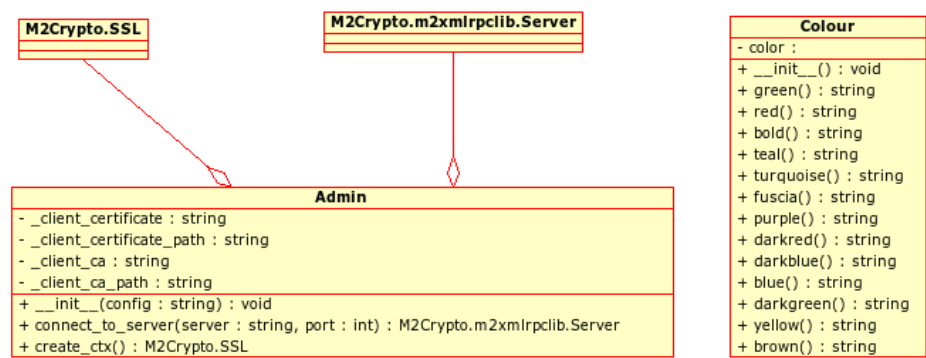 M2Crypto.SSL
M2Crypto.m2xmlrpclib.Server
Admin
- _client_certificate : string
- _client_certificate_path : string
- _client_ca : string
- _client_ca_path : string
+ __init__(config : string) : void
+ connect_to_server(server : string, port : int) : M2Crypto.m2xmlrpclib.Server
+ create_ctx() : M2Crypto.SSL
Colour
- color :
+ __init__() : void
+ green() : string
+ red() : string
+ bold() : string
+ teal() : string
+ turquoise() : string
+ fuscia() : string
+ purple() : string
+ darkred() : string
+ darkblue() : string
+ blue() : string
+ darkgreen() : string
+ yellow() : string
+ brown() : string